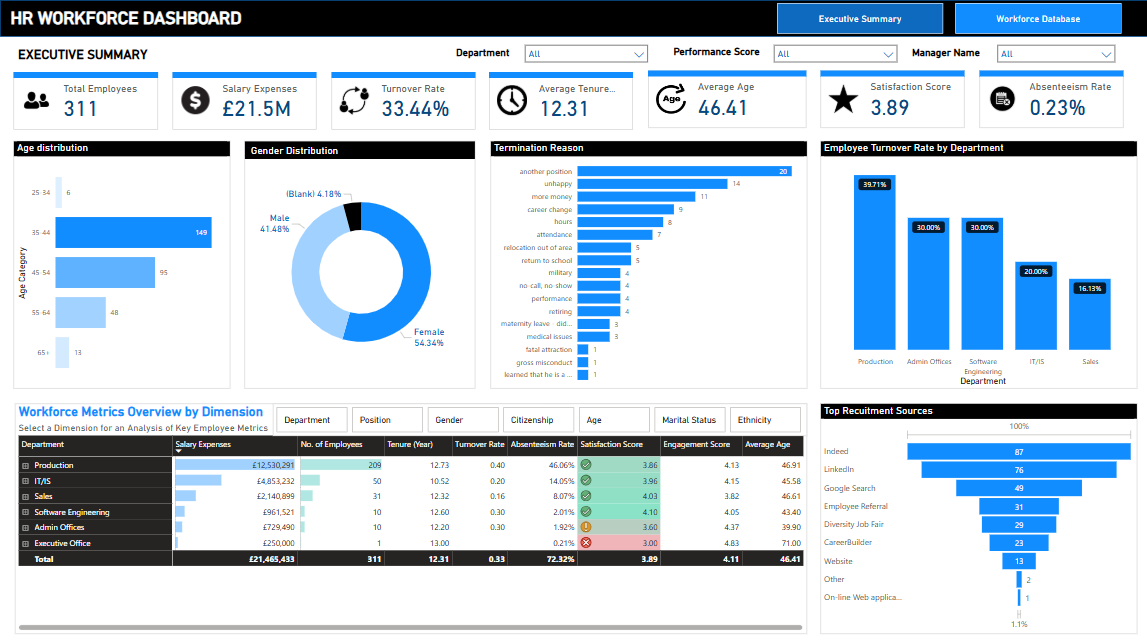 HR WORKFORCE DASHBOARD
Executive Summary
Workforce Database
EXECUTIVE SUMMARY
Department
All
Performance Score
All
Manager Name
All
Total Employees
311
Salary Expenses
£21.5M
Turnover Rate
33.44%
Average Tenure...
12.31
Age
Average Age
46.41
Satisfaction Score
3.89
Absenteeism Rate
0.23%
Age distribution
Age Category
25-34 6
35-44 149
45-54 95
55-64 48
65+ 13
Gender Distribution
(Blank) 4.18%
Male
41.48%
Female
54.34%
Termination Reason
another position 20
unhappy 14
more money 11
career change 9
hours 8
attendance 7
relocation out of area 5
return to school 5
military 4
no-call, no-show 4
performance 4
retiring 4
maternity leave - did... 3
medical issues 3
fatal attraction 1
gross misconduct 1
learned that he is a ... 1
Employee Turnover Rate by Department
39.71%
30.00%
30.00%
20.00%
16.13%
Production
Admin Offices
Software
Engineering
IT/IS
Sales
Department
Workforce Metrics Overview by Dimension
Select a Dimension for an Analysis of Key Employee Metrics
Department
Position
Gender
Citizenship
Age
Marital Status
Ethnicity
Department Salary Expenses No. of Employees Tenure (Year) Turnover Rate Absenteeism Rate Satisfaction Score Engagement Score Average Age
Production £12,530,291 209 12.73 0.40 46.06% 3.86 4.13 46.91
IT/IS £4,853,232 50 10.52 0.20 14.05% 3.96 4.15 45.58
Sales £2,140,899 31 12.32 0.16 8.07% 4.03 3.82 46.61
Software Engineering £961,521 10 12.60 0.30 2.01% 4.10 4.05 43.40
Admin Offices £729,490 10 12.20 0.30 1.92% 3.60 4.37 39.90
Executive Office £250,000 1 13.00 0.21% 3.00 4.83 71.00
Total £21,465,433 311 12.31 0.33 72.32% 3.89 4.11 46.41
Top Recuitment Sources
100%
Indeed 87
LinkedIn 76
Google Search 49
Employee Referral 31
Diversity Job Fair 29
CareerBuilder 23
Website 13
Other 2
On-line Web applica... 1
1.1%